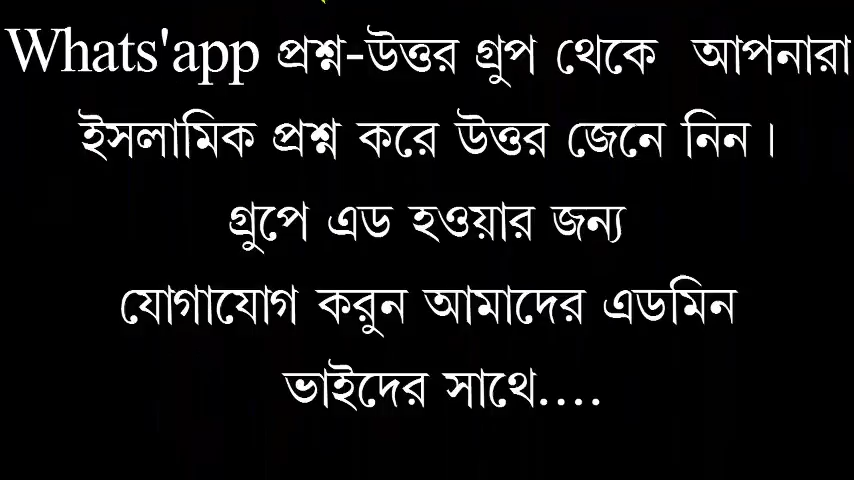 Whats'app প্রশ্ন-উত্তর গ্রুপ থেকে আপনারা
ইসলামিক প্রশ্ন করে উত্তর জেনে নিন।
গ্রুপে এড হওয়ার জন্য
যোগাযোগ করুন আমাদের এডমিন
ভাইদের সাথে....